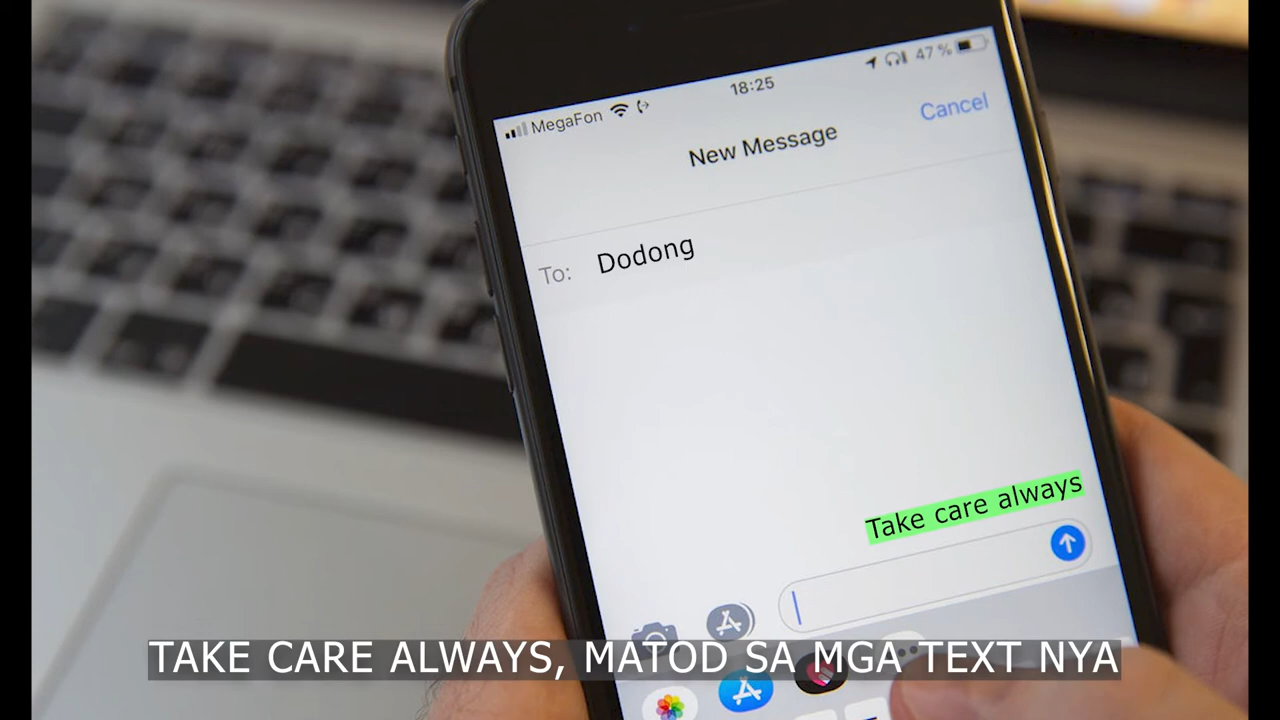 MegaFon 18:25 47 %
New Message Cancel
To: Dodong
Take care always
TAKE CARE ALWAYS, MATOD SA MGA TEXT NYA